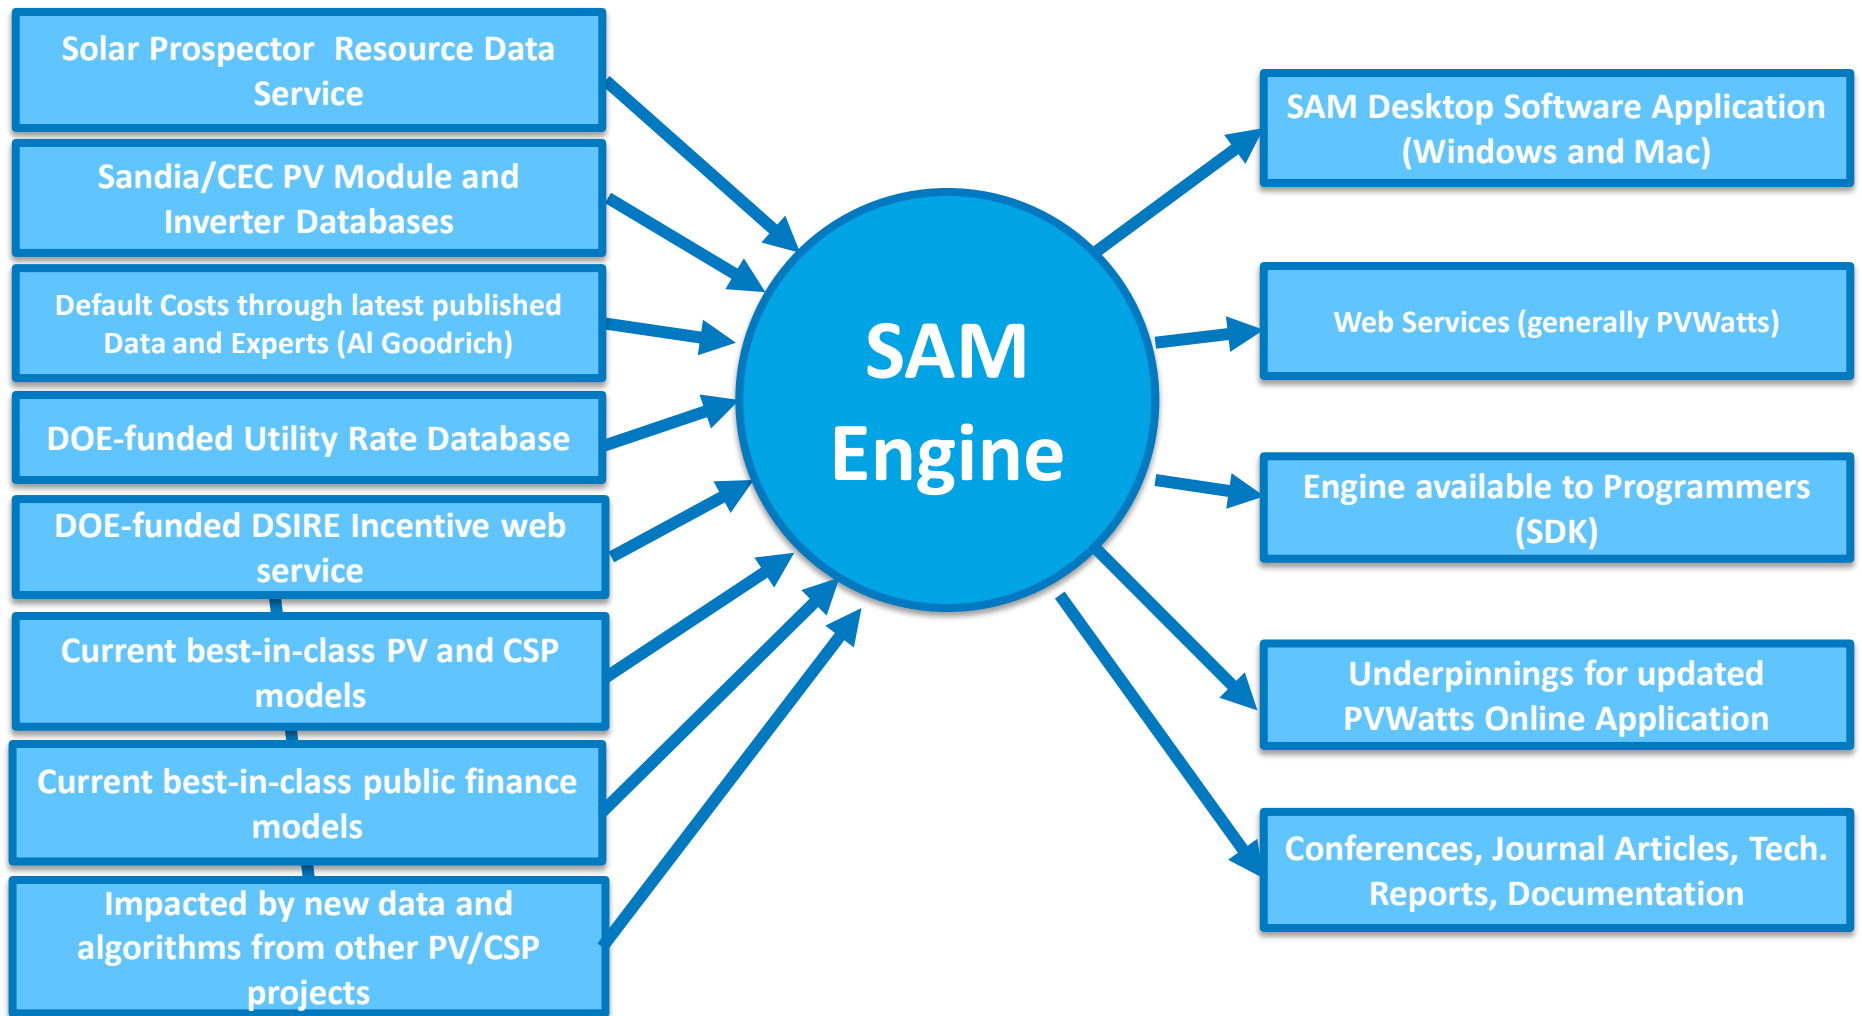 Solar Prospector  Resource Data
Service
Sandia/CEC PV Module and
Inverter Databases
Default Costs through latest published
Data and Experts (Al Goodrich)
DOE-funded Utility Rate Database
DOE-funded DSIRE Incentive web
service
Current best-in-class PV and CSP
models
Current best-in-class public finance
models
Impacted by new data and
algorithms from other PV/CSP
projects
SAM
Engine
SAM Desktop Software Application
(Windows and Mac)
Web Services (generally PVWatts)
Engine available to Programmers
(SDK)
Underpinnings for updated
PVWatts Online Application
Conferences, Journal Articles, Tech.
Reports, Documentation